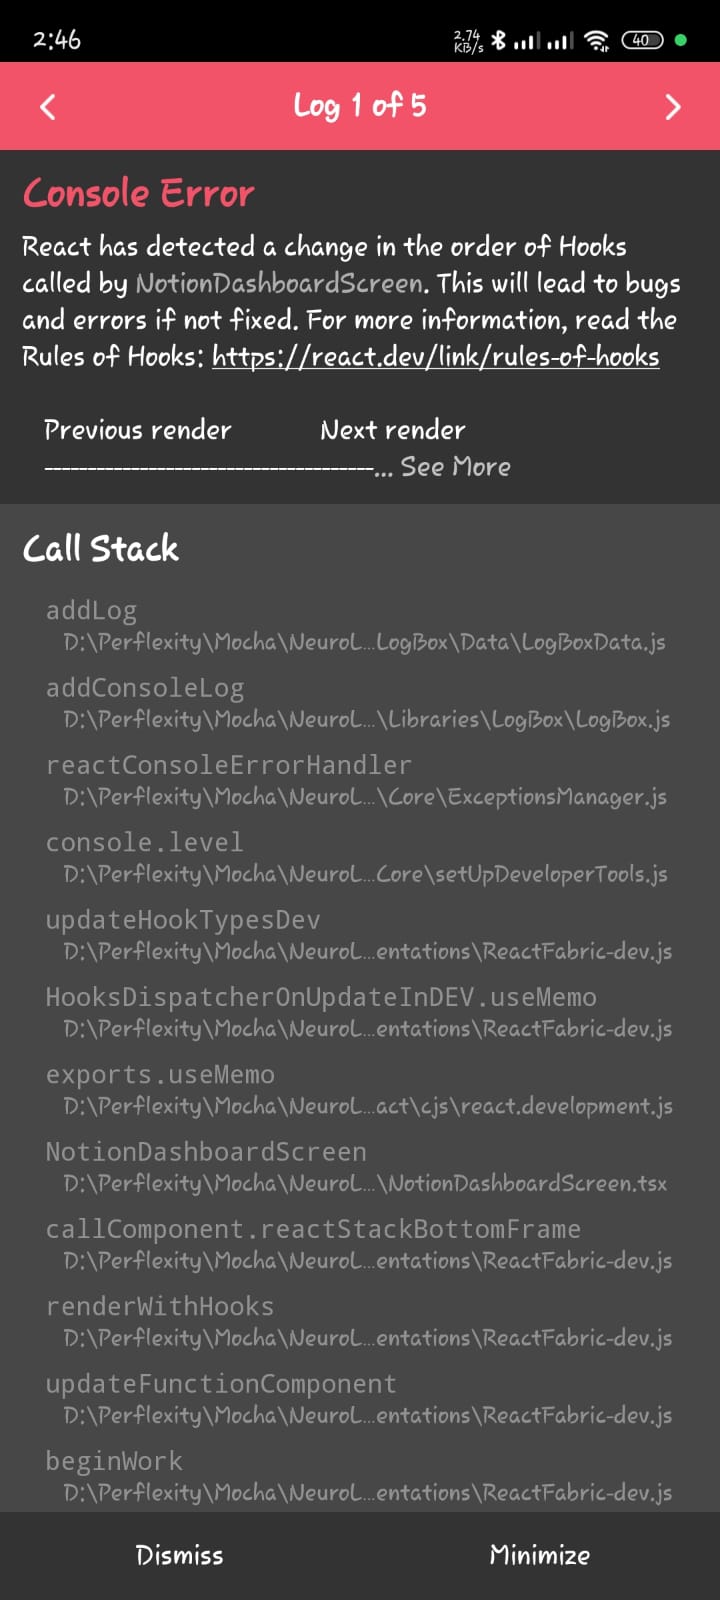 2:46
2.74
KB/s
40
Log 1 of 5
Console Error
React has detected a change in the order of Hooks
called by NotionDashboardScreen. This will lead to bugs
and errors if not fixed. For more information, read the
Rules of Hooks: https://react.dev/link/rules-of-hooks
Previous render Next render
------------------------------------------------------... See More
Call Stack
addLog
D:\Perflexity\Mocha\NeuroL...LogBox\Data\LogBoxData.js
addConsoleLog
D:\Perflexity\Mocha\NeuroL...\Libraries\LogBox\LogBox.js
reactConsoleErrorHandler
D:\Perflexity\Mocha\NeuroL...\Core\ExceptionsManager.js
console.level
D:\Perflexity\Mocha\NeuroL...Core\setUpDeveloperTools.js
updateHookTypesDev
D:\Perflexity\Mocha\NeuroL...entations\ReactFabric-dev.js
HooksDispatcherOnUpdateInDEV.useMemo
D:\Perflexity\Mocha\NeuroL...entations\ReactFabric-dev.js
exports.useMemo
D:\Perflexity\Mocha\NeuroL...act\cjs\react.development.js
NotionDashboardScreen
D:\Perflexity\Mocha\NeuroL...\NotionDashboardScreen.tsx
callComponent.reactStackBottomFrame
D:\Perflexity\Mocha\NeuroL...entations\ReactFabric-dev.js
renderWithHooks
D:\Perflexity\Mocha\NeuroL...entations\ReactFabric-dev.js
updateFunctionComponent
D:\Perflexity\Mocha\NeuroL...entations\ReactFabric-dev.js
beginWork
D:\Perflexity\Mocha\NeuroL...entations\ReactFabric-dev.js
Dismiss Minimize